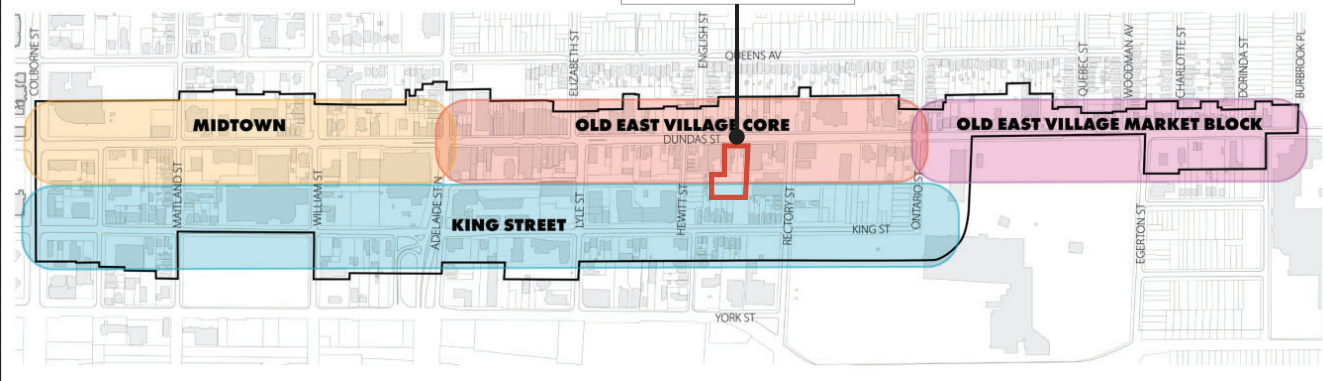 COLBORNE ST
ELIZABETH ST
ENGLISH ST
QUEENS AV
QUEBEC ST
WOODMAN AV
CHARLOTTE ST
DORINDA ST
BURBROOK PL
MIDTOWN
OLD EAST VILLAGE CORE
OLD EAST VILLAGE MARKET BLOCK
DUNDAS ST
MAITLAND ST
WILLIAM ST
ADELAIDE ST N
KING STREET
LYLE ST
HEWITT ST
RECTORY ST
KING ST
ONTARIO ST
EGERTON ST
YORK ST